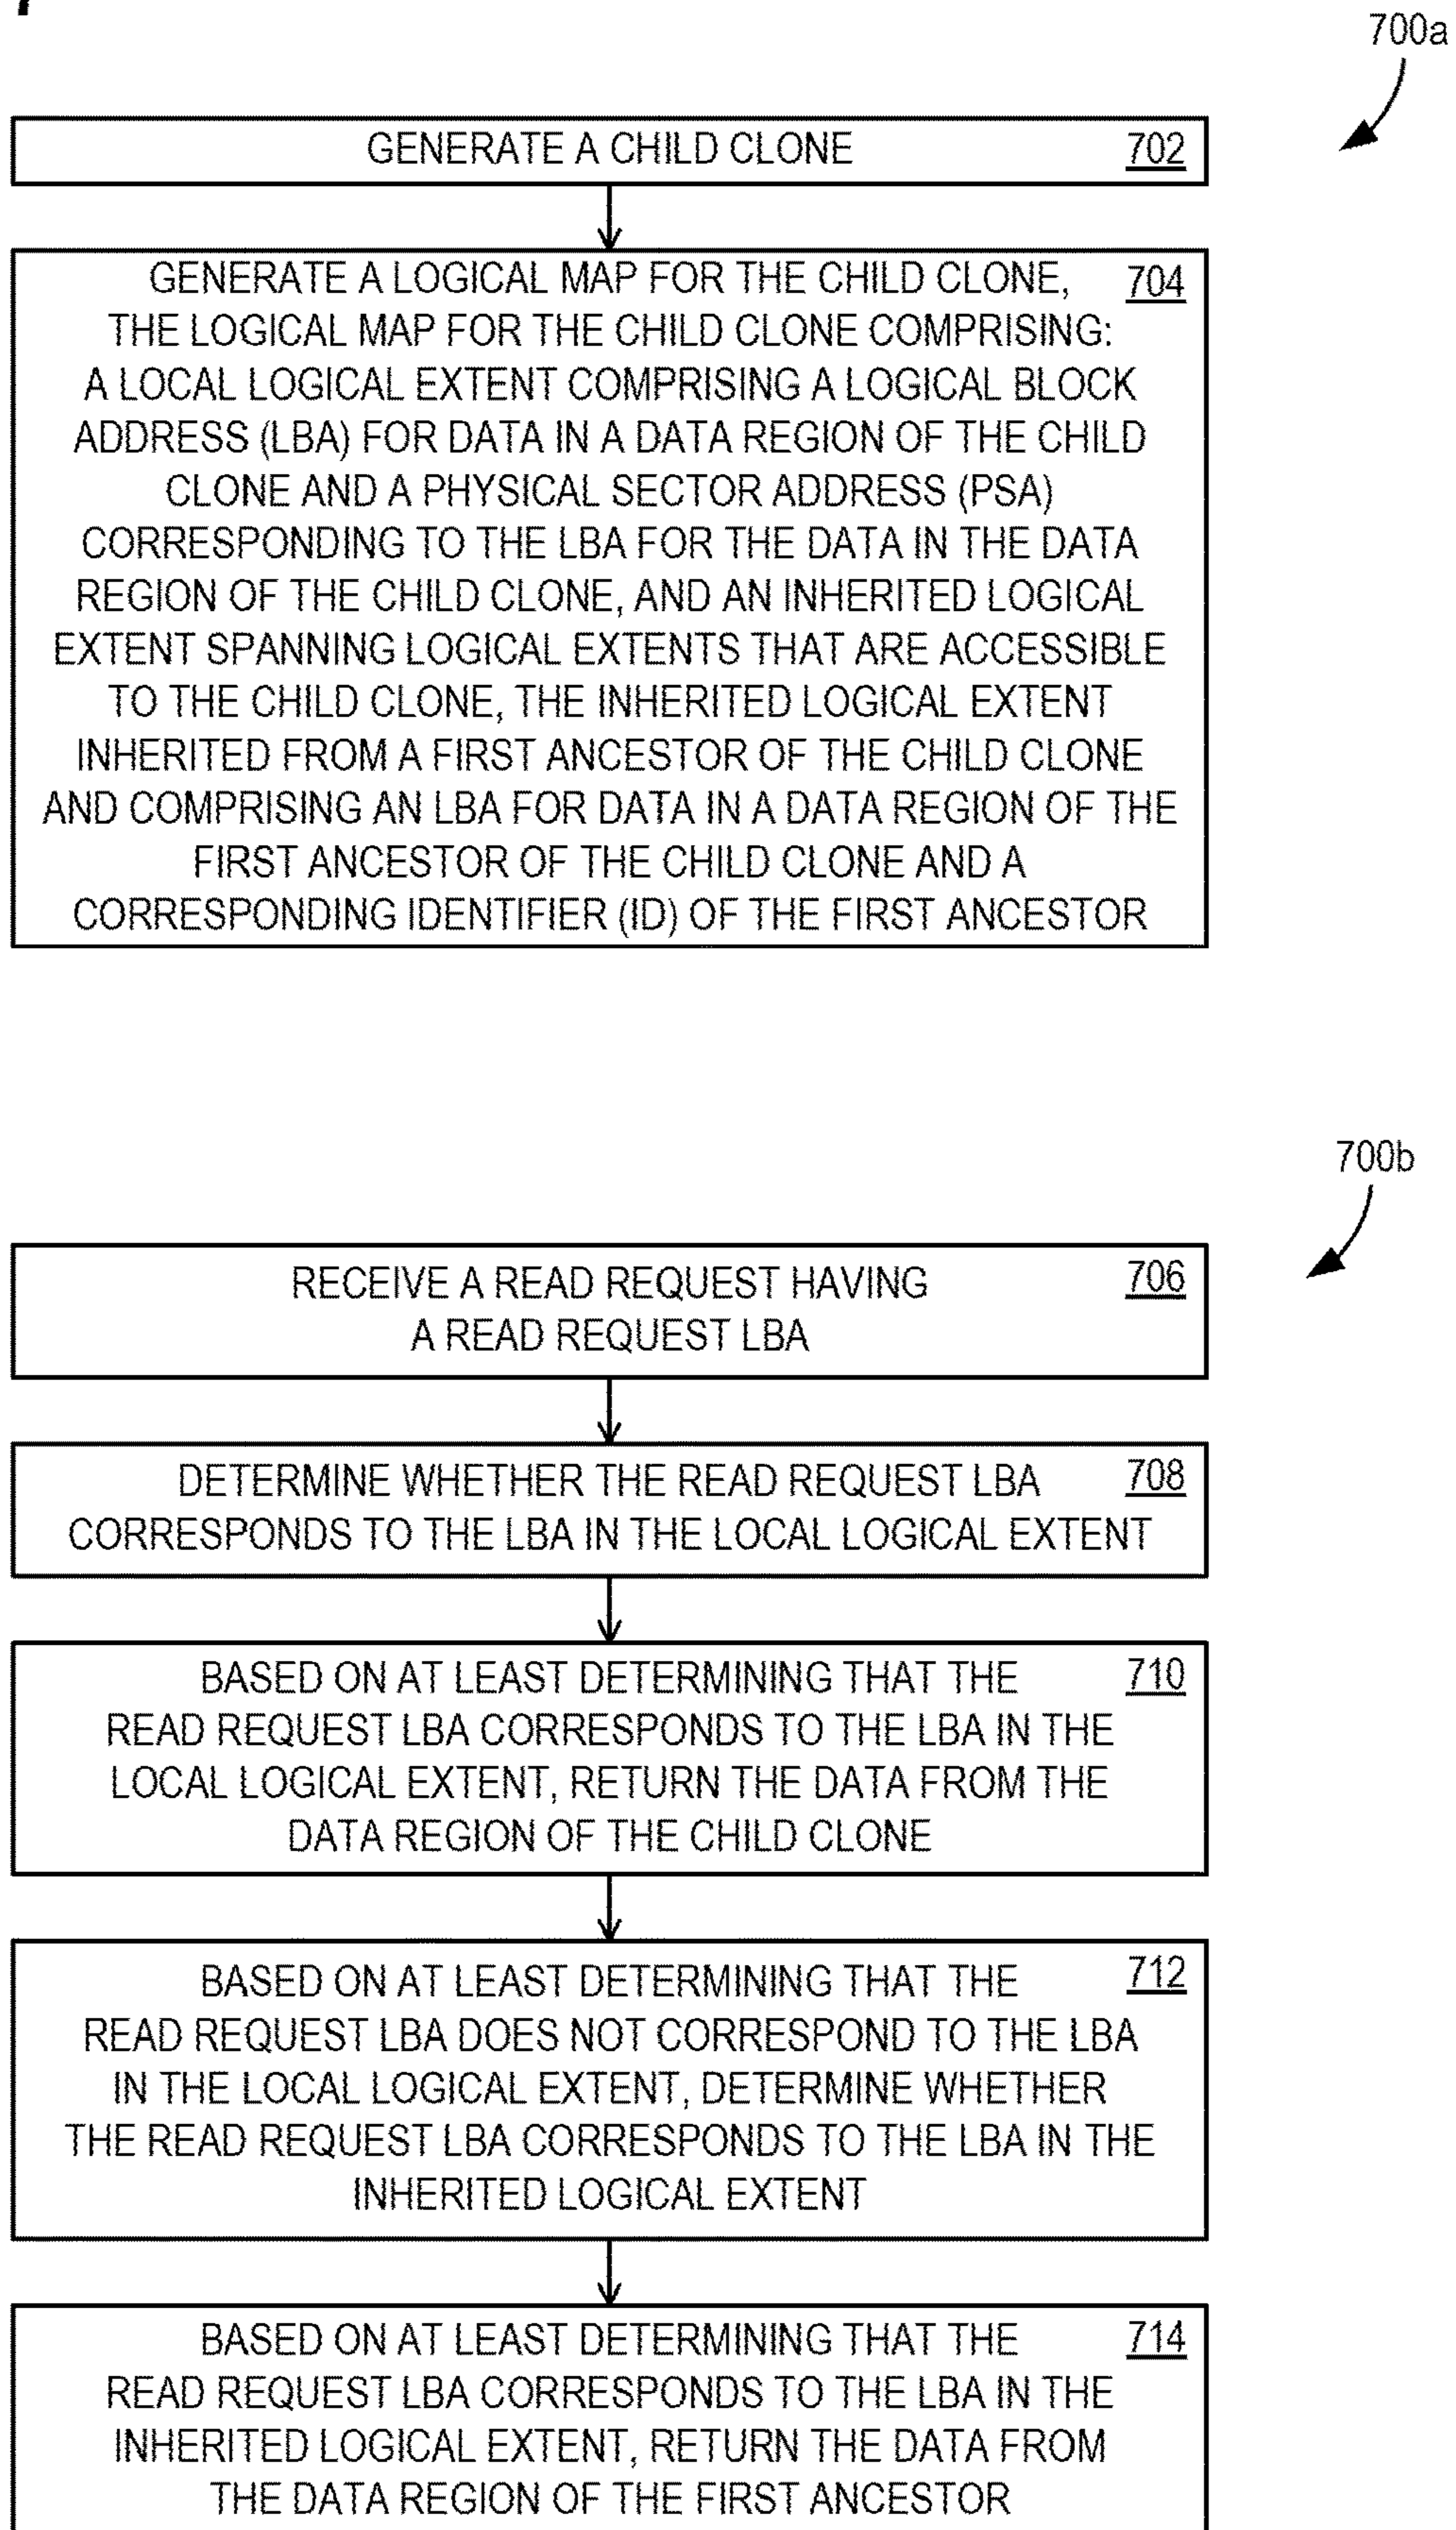 700a
GENERATE A CHILD CLONE 702
GENERATE A LOGICAL MAP FOR THE CHILD CLONE, 704
THE LOGICAL MAP FOR THE CHILD CLONE COMPRISING:
A LOCAL LOGICAL EXTENT COMPRISING A LOGICAL BLOCK
ADDRESS (LBA) FOR DATA IN A DATA REGION OF THE CHILD
CLONE AND A PHYSICAL SECTOR ADDRESS (PSA)
CORRESPONDING TO THE LBA FOR THE DATA IN THE DATA
REGION OF THE CHILD CLONE, AND AN INHERITED LOGICAL
EXTENT SPANNING LOGICAL EXTENTS THAT ARE ACCESSIBLE
TO THE CHILD CLONE, THE INHERITED LOGICAL EXTENT
INHERITED FROM A FIRST ANCESTOR OF THE CHILD CLONE
AND COMPRISING AN LBA FOR DATA IN A DATA REGION OF THE
FIRST ANCESTOR OF THE CHILD CLONE AND A
CORRESPONDING IDENTIFIER (ID) OF THE FIRST ANCESTOR
700b
RECEIVE A READ REQUEST HAVING 706
A READ REQUEST LBA
DETERMINE WHETHER THE READ REQUEST LBA 708
CORRESPONDS TO THE LBA IN THE LOCAL LOGICAL EXTENT
BASED ON AT LEAST DETERMINING THAT THE 710
READ REQUEST LBA CORRESPONDS TO THE LBA IN THE
LOCAL LOGICAL EXTENT, RETURN THE DATA FROM THE
DATA REGION OF THE CHILD CLONE
BASED ON AT LEAST DETERMINING THAT THE 712
READ REQUEST LBA DOES NOT CORRESPOND TO THE LBA
IN THE LOCAL LOGICAL EXTENT, DETERMINE WHETHER
THE READ REQUEST LBA CORRESPONDS TO THE LBA IN THE
INHERITED LOGICAL EXTENT
BASED ON AT LEAST DETERMINING THAT THE 714
READ REQUEST LBA CORRESPONDS TO THE LBA IN THE
INHERITED LOGICAL EXTENT, RETURN THE DATA FROM
THE DATA REGION OF THE FIRST ANCESTOR